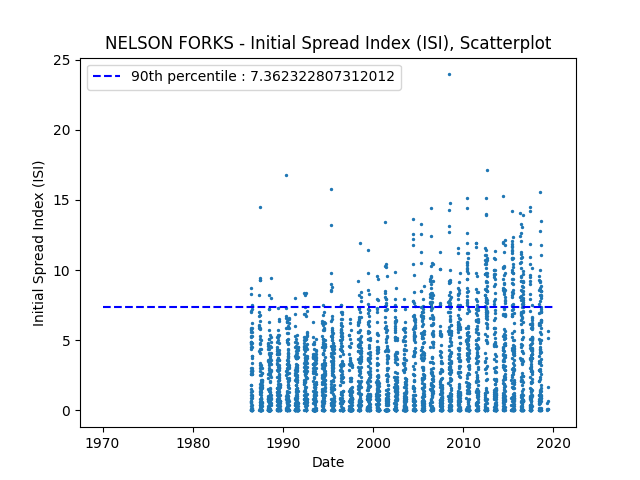 NELSON FORKS - Initial Spread Index (ISI), Scatterplot
90th percentile : 7.362322807312012
25
20
15
10
5
0
Initial Spread Index (ISI)
1970 1980 1990 2000 2010 2020
Date